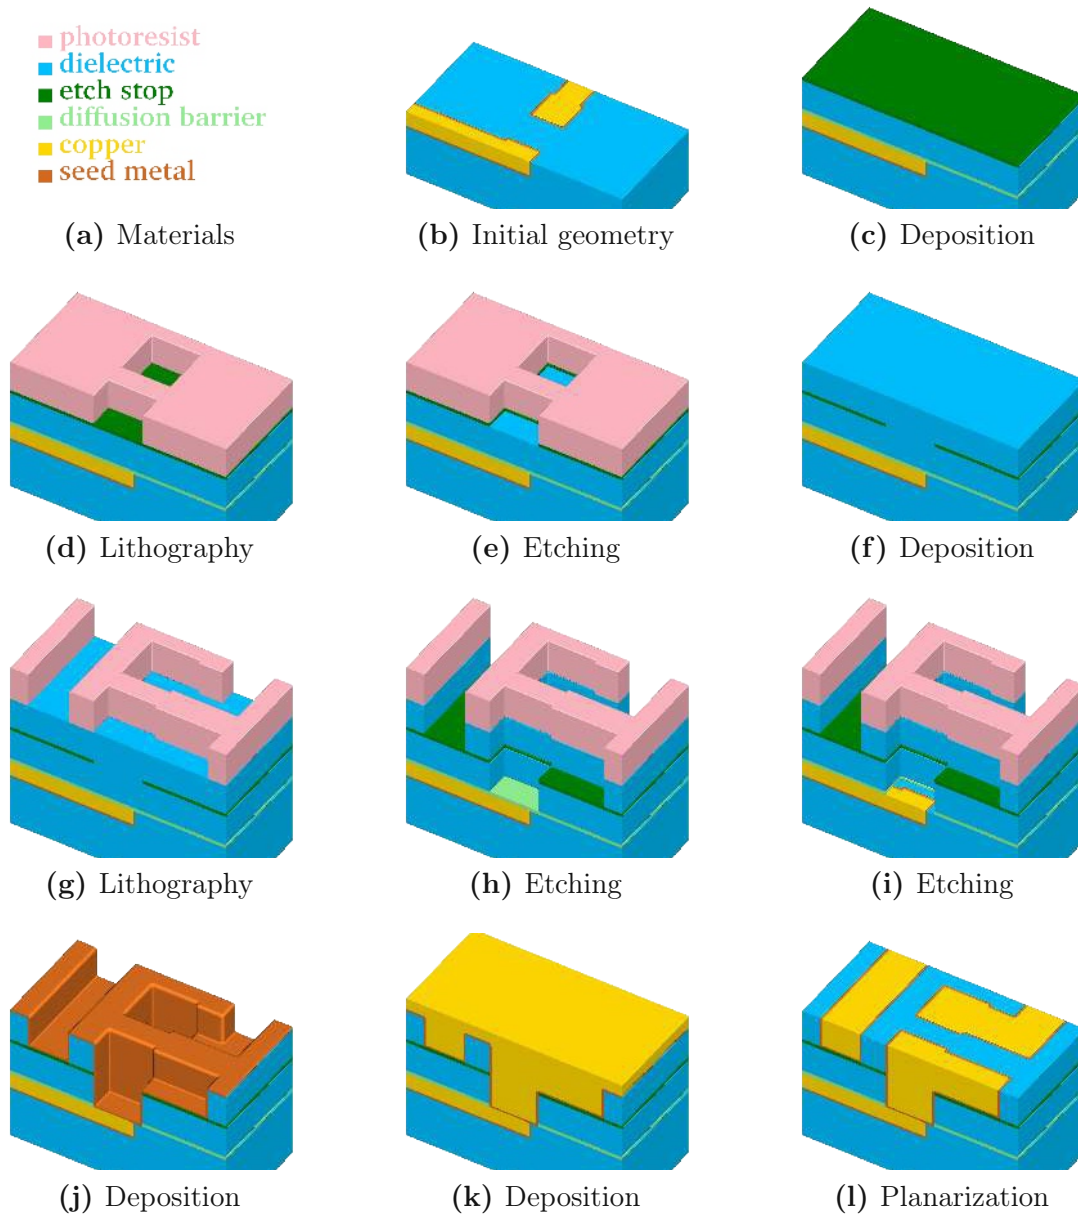 photoresist
dielectric
etch stop
diffusion barrier
copper
seed metal
(a) Materials
(b) Initial geometry
(c) Deposition
(d) Lithography
(e) Etching
(f) Deposition
(g) Lithography
(h) Etching
(i) Etching
(j) Deposition
(k) Deposition
(l) Planarization